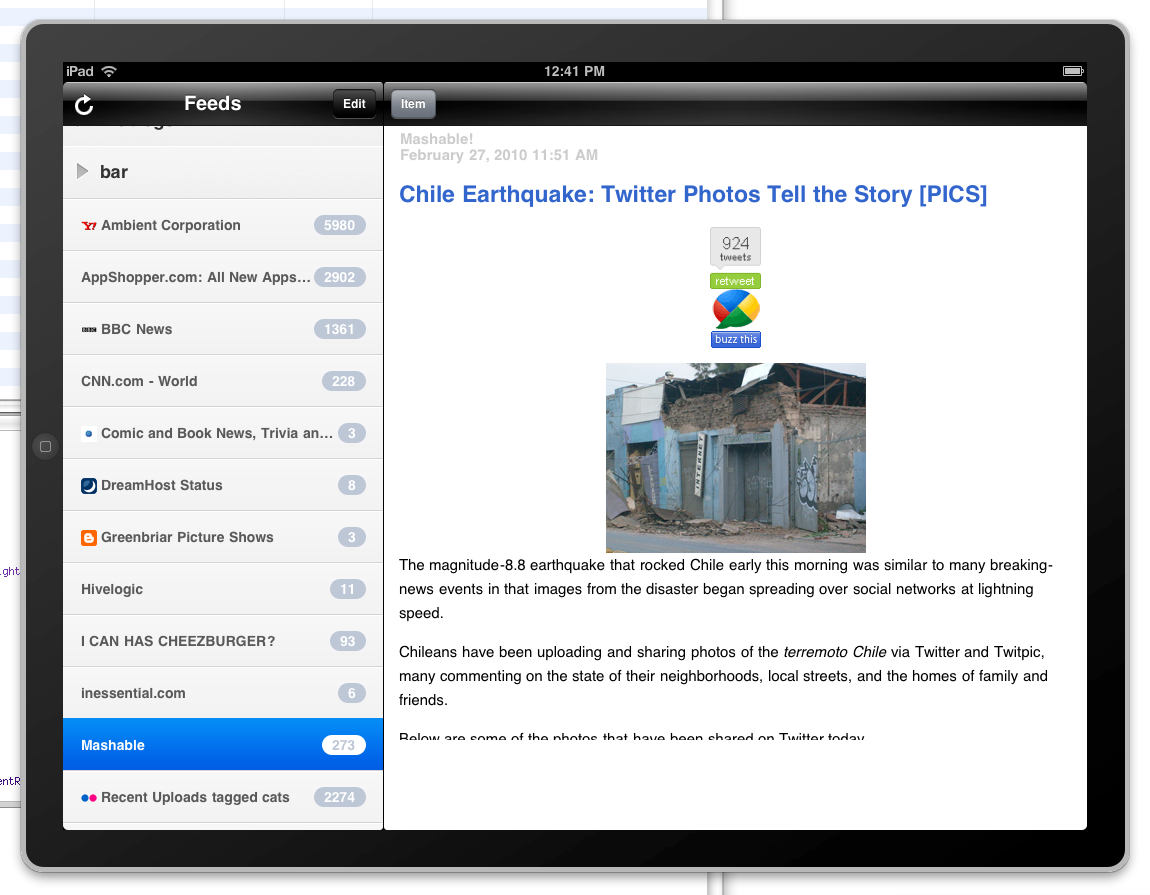 iPad
12:41 PM
Feeds
Edit
Item
bar
Ambient Corporation 5980
AppShopper.com: All New Apps... 2902
BBC News 1361
CNN.com - World 228
Comic and Book News, Trivia an... 3
DreamHost Status 8
Greenbriar Picture Shows 3
Hivelogic 11
I CAN HAS CHEEZBURGER? 93
inessential.com 6
Mashable 273
Recent Uploads tagged cats 2274
Mashable!
February 27, 2010 11:51 AM
Chile Earthquake: Twitter Photos Tell the Story [PICS]
924
tweets
retweet
buzz this
INTERNET
The magnitude-8.8 earthquake that rocked Chile early this morning was similar to many breaking-
news events in that images from the disaster began spreading over social networks at lightning
speed.
Chileans have been uploading and sharing photos of the terremoto Chile via Twitter and Twitpic,
many commenting on the state of their neighborhoods, local streets, and the homes of family and
friends.
Below are some of the photos that have been shared on Twitter today